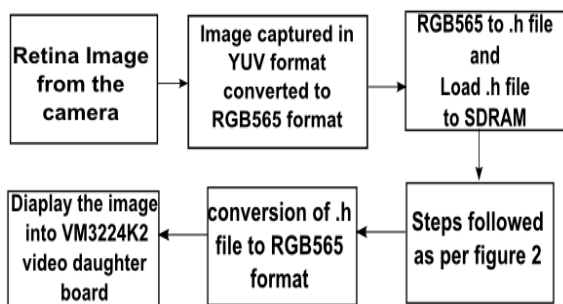 Retina Image
from the
camera
Image captured in
YUV format
converted to
RGB565 format
RGB565 to .h file
and
Load .h file
to SDRAM
Steps followed
as per figure 2
conversion of .h
file to RGB565
format
Diaplay the image
into VM3224K2
video daughter
board